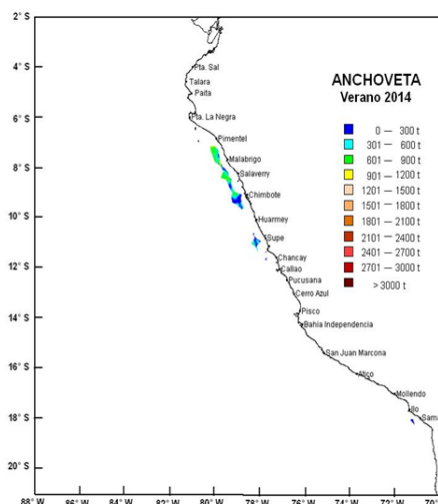 2° S
4° S
6° S
8° S
10° S
12° S
14° S
16° S
18° S
20° S
Pta. Sal
Talara
Paita
Pta. La Negra
Pimentel
Malabrigo
Salaverry
Chimbote
Huarmey
Supe
Chancay
Callao
Pucusana
Cerro Azul
Pisco
Bahia Independencia
San Juan Marcona
Atico
Mollendo
Ilo
Sam
ANCHOVETA
Verano 2014
0 — 300 t
301 — 600 t
601 — 900 t
901 — 1200 t
1201 — 1500 t
1501 — 1800 t
1801 — 2100 t
2101 — 2400 t
2401 — 2700 t
2701 — 3000 t
> 3000 t
88° W 86° W 84° W 82° W 80° W 78° W 76° W 74° W 72° W 70°